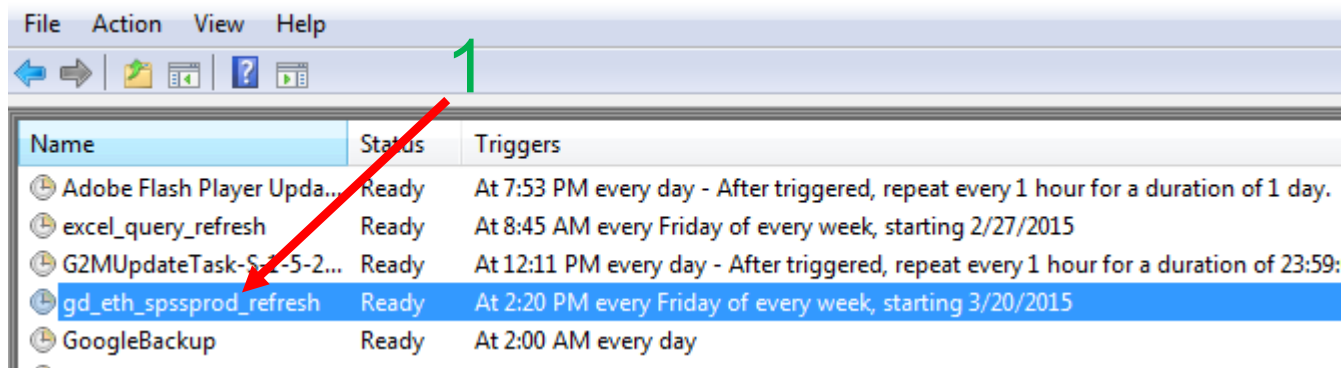 File Action View Help
1
Name Status Triggers
Adobe Flash Player Upda... Ready At 7:53 PM every day - After triggered, repeat every 1 hour for a duration of 1 day.
excel_query_refresh Ready At 8:45 AM every Friday of every week, starting 2/27/2015
G2MUpdateTask-S-1-5-2... Ready At 12:11 PM every day - After triggered, repeat every 1 hour for a duration of 23:59:
gd_eth_spssprod_refresh Ready At 2:20 PM every Friday of every week, starting 3/20/2015
GoogleBackup Ready At 2:00 AM every day